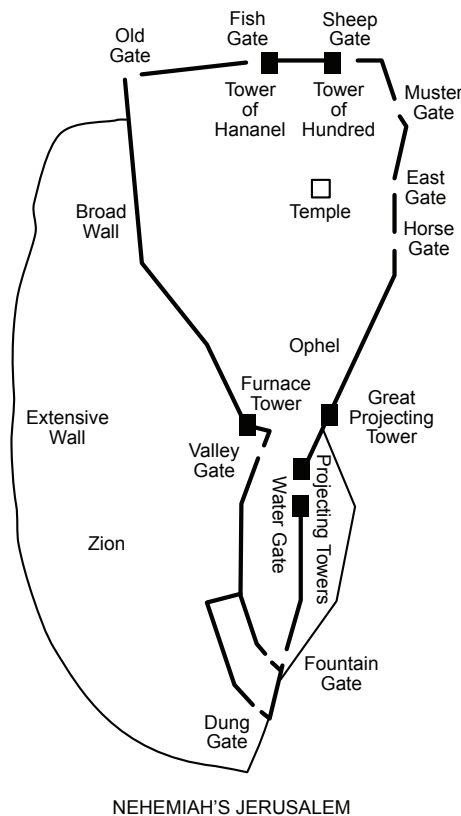 Fish
Gate
Sheep
Gate
Old
Gate
Tower
of
Hananel
Tower
of
Hundred
Muster
Gate
East
Gate
Temple
Broad
Wall
Horse
Gate
Ophel
Furnace
Tower
Great
Projecting
Tower
Extensive
Wall
Valley
Gate
Projecting Towers
Water Gate
Zion
Fountain
Gate
Dung
Gate
NEHEMIAH'S JERUSALEM